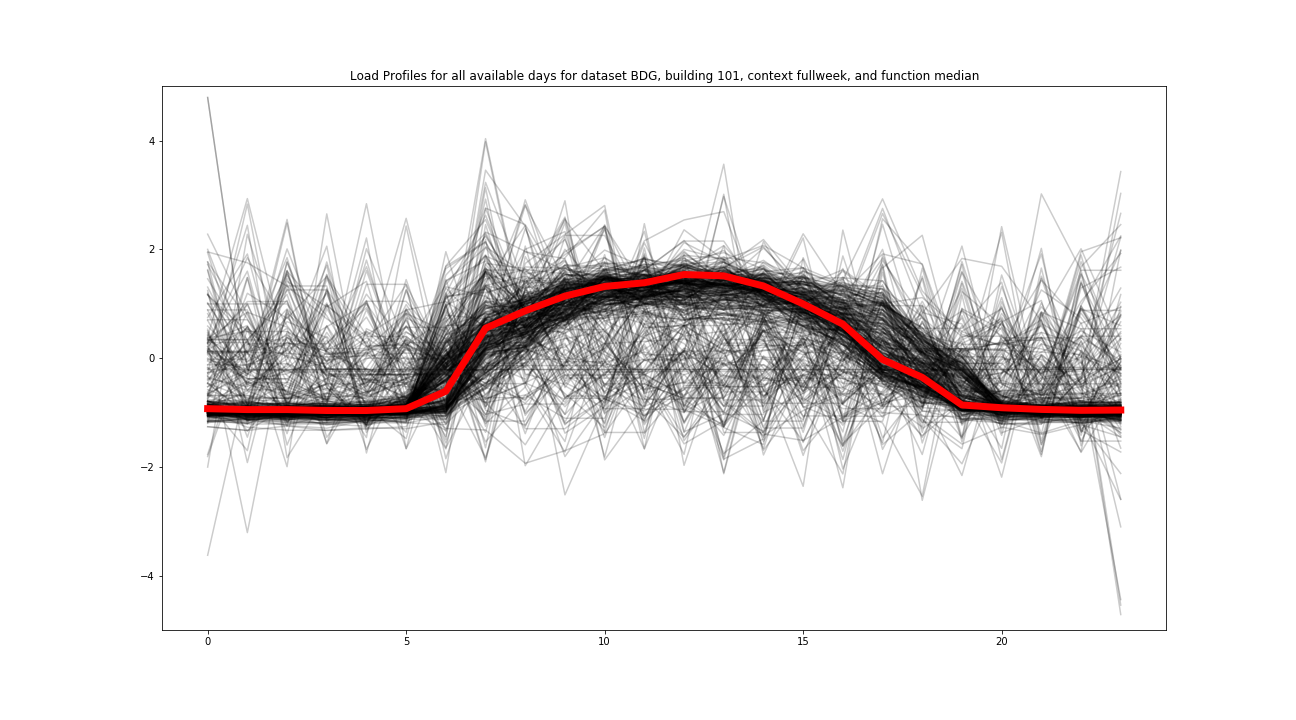 Load Profiles for all available days for dataset BDG, building 101, context fullweek, and function median
4
2
0
−2
−4
0 5 10 15 20